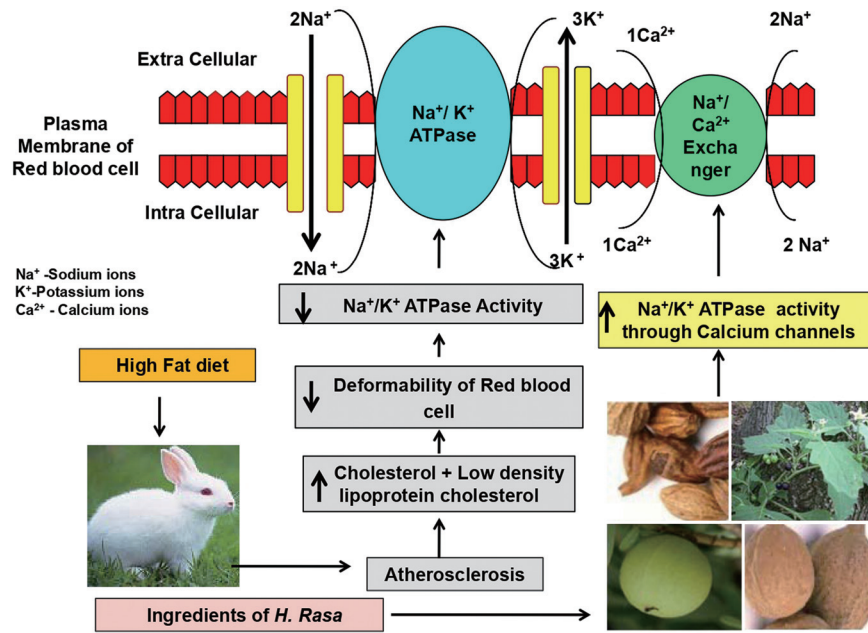 2Na⁺
3K⁺
1Ca²⁺
2Na⁺
Extra Cellular
Plasma
Membrane of
Red blood cell
Na⁺/ K⁺
ATPase
Na⁺/
Ca²⁺
Excha
nger
Intra Cellular
2Na⁺
3K⁺
1Ca²⁺
2 Na⁺
Na⁺ -Sodium ions
K⁺-Potassium ions
Ca²⁺ - Calcium ions
Na⁺/K⁺ ATPase Activity
Na⁺/K⁺ ATPase activity
through Calcium channels
High Fat diet
Deformability of Red blood
cell
Cholesterol + Low density
lipoprotein cholesterol
Atherosclerosis
Ingredients of H. Rasa